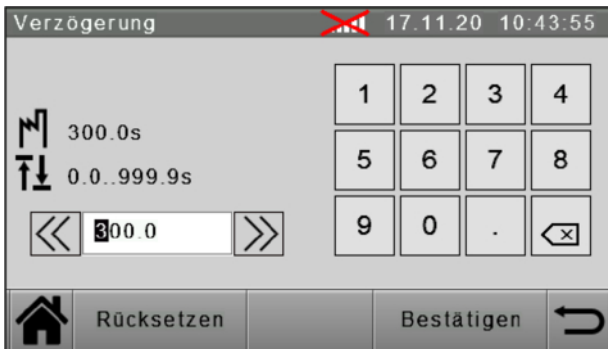 Verzögerung 17.11.20 10:43:55
300.0s
0.0..999.9s
300.0
1 2 3 4
5 6 7 8
9 0 .
Rücksetzen Bestätigen